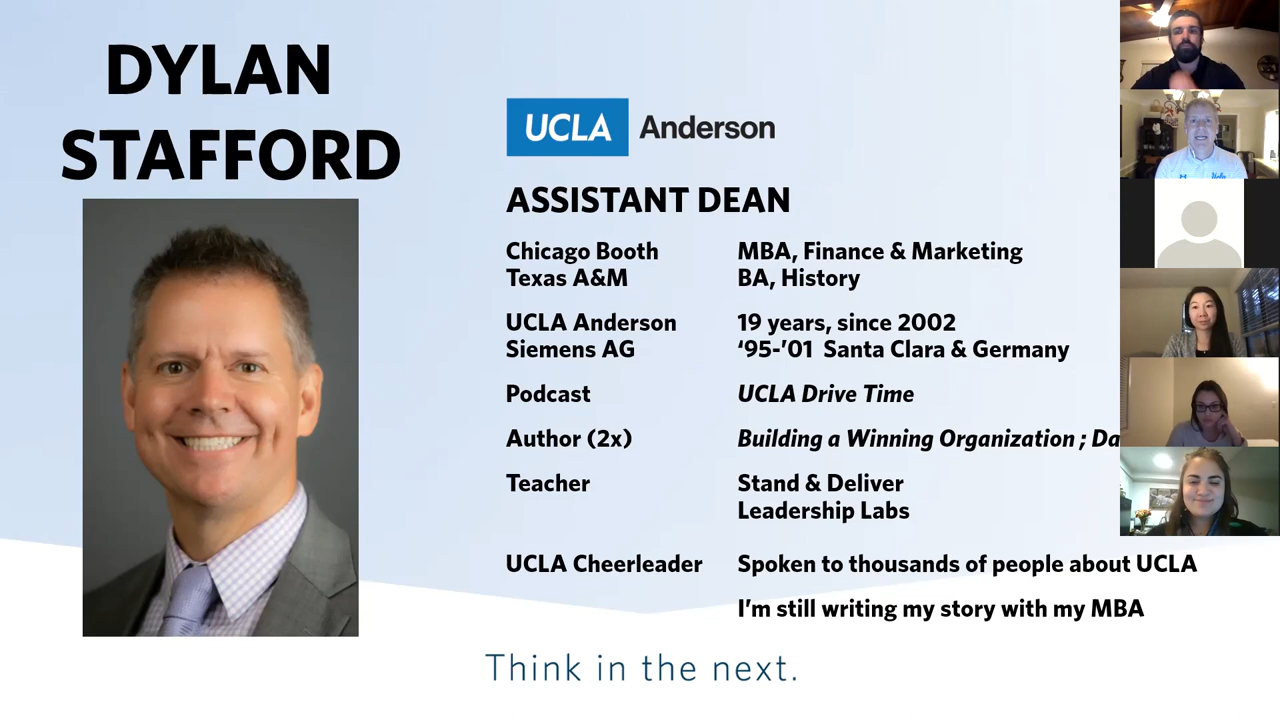 DYLAN
STAFFORD
UCLA Anderson
ASSISTANT DEAN
Chicago Booth MBA, Finance & Marketing
Texas A&M BA, History
UCLA Anderson 19 years, since 2002
Siemens AG ‘95-’01 Santa Clara & Germany
Podcast UCLA Drive Time
Author (2x) Building a Winning Organization ; Da
Teacher Stand & Deliver
Leadership Labs
UCLA Cheerleader Spoken to thousands of people about UCLA
I’m still writing my story with my MBA
Think in the next.